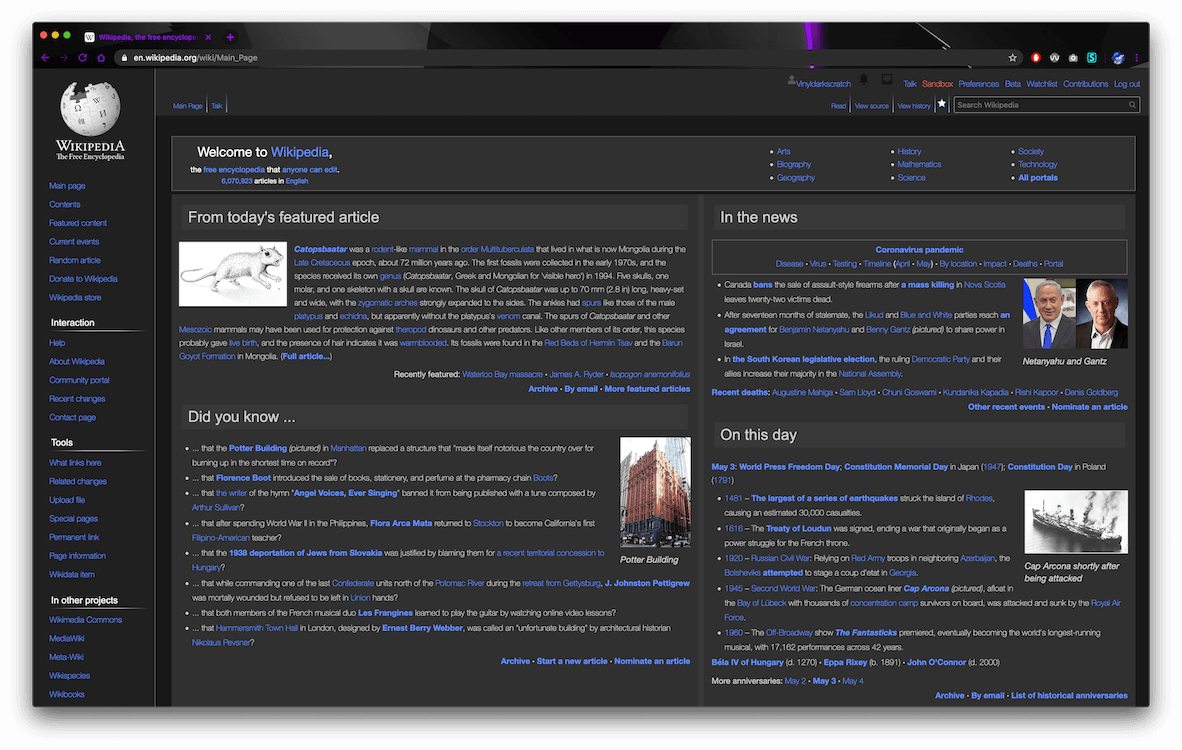 Wikipedia, the free encyclope
en.wikipedia.org/wiki/Main_Page
Vinyldarkscratch Talk Sandbox Preferences Beta Watchlist Contributions Log out
Main Page Talk
Read View source View history
Search Wikipedia
WIKIPEDIA
The Free Encyclopedia
Main page
Contents
Featured content
Current events
Random article
Donate to Wikipedia
Wikipedia store
Interaction
Help
About Wikipedia
Community portal
Recent changes
Contact page
Tools
What links here
Related changes
Upload file
Special pages
Permanent link
Page information
Wikidata item
In other projects
Wikimedia Commons
MediaWiki
Meta-Wiki
Wikispecies
Wikibooks
Welcome to Wikipedia,
the free encyclopedia that anyone can edit.
6,070,923 articles in English
Arts
Biography
Geography
History
Mathematics
Science
Society
Technology
All portals
From today's featured article
Catopsbaatar was a rodent-like mammal in the order Multituberculata that lived in what is now Mongolia during the
Late Cretaceous epoch, about 72 million years ago. The first fossils were collected in the early 1970s, and the
species received its own genus (Catopsbaatar, Greek and Mongolian for 'visible hero') in 1994. Five skulls, one
molar, and one skeleton with a skull are known. The skull of Catopsbaatar was up to 70 mm (2.8 in) long, heavy-set
and wide, with the zygomatic arches strongly expanded to the sides. The ankles had spurs like those of the male
platypus and echidna, but apparently without the platypus's venom canal. The spurs of Catopsbaatar and other
Mesozoic mammals may have been used for protection against theropod dinosaurs and other predators. Like other members of its order, this species
probably gave live birth, and the presence of hair indicates it was warmblooded. Its fossils were found in the Red Beds of Hermiin Tsav and the Barun
Goyot Formation in Mongolia. (Full article...)
Recently featured: Waterloo Bay massacre · James A. Ryder · Isopogon anemonifolius
Archive · By email · More featured articles
Did you know ...
... that the Potter Building (pictured) in Manhattan replaced a structure that "made itself notorious the country over for
burning up in the shortest time on record"?
... that Florence Boot introduced the sale of books, stationery, and perfume at the pharmacy chain Boots?
... that the writer of the hymn "Angel Voices, Ever Singing" banned it from being published with a tune composed by
Arthur Sullivan?
... that after spending World War II in the Philippines, Flora Arca Mata returned to Stockton to become California's first
Filipino-American teacher?
... that the 1938 deportation of Jews from Slovakia was justified by blaming them for a recent territorial concession to
Hungary?
... that while commanding one of the last Confederate units north of the Potomac River during the retreat from Gettysburg, J. Johnston Pettigrew
was mortally wounded but refused to be left in Union hands?
... that both members of the French musical duo Les Frangines learned to play the guitar by watching online video lessons?
... that Hammersmith Town Hall in London, designed by Ernest Berry Webber, was called an "unfortunate building" by architectural historian
Nikolaus Pevsner?
Potter Building
Archive · Start a new article · Nominate an article
In the news
Coronavirus pandemic
Disease · Virus · Testing · Timeline (April · May) · By location · Impact · Deaths · Portal
Canada bans the sale of assault-style firearms after a mass killing in Nova Scotia
leaves twenty-two victims dead.
After seventeen months of stalemate, the Likud and Blue and White parties reach an
agreement for Benjamin Netanyahu and Benny Gantz (pictured) to share power in
Israel.
In the South Korean legislative election, the ruling Democratic Party and their
allies increase their majority in the National Assembly.
Netanyahu and Gantz
Recent deaths: Augustine Mahiga · Sam Lloyd · Chuni Goswami · Kundanika Kapadia · Rishi Kapoor · Denis Goldberg
Other recent events · Nominate an article
On this day
May 3: World Press Freedom Day; Constitution Memorial Day in Japan (1947); Constitution Day in Poland
(1791)
1481 – The largest of a series of earthquakes struck the island of Rhodes,
causing an estimated 30,000 casualties.
1616 – The Treaty of Loudun was signed, ending a war that originally began as a
power struggle for the French throne.
1920 – Russian Civil War: Relying on Red Army troops in neighboring Azerbaijan, the
Bolsheviks attempted to stage a coup d'etat in Georgia.
1945 – Second World War: The German ocean liner Cap Arcona (pictured), afloat in
the Bay of Lübeck with thousands of concentration camp survivors on board, was attacked and sunk by the Royal Air
Force.
1960 – The Off-Broadway show The Fantasticks premiered, eventually becoming the world's longest-running
musical, with 17,162 performances across 42 years.
Cap Arcona shortly after
being attacked
Béla IV of Hungary (d. 1270) · Eppa Rixey (b. 1891) · John O'Connor (d. 2000)
More anniversaries: May 2 · May 3 · May 4
Archive · By email · List of historical anniversaries